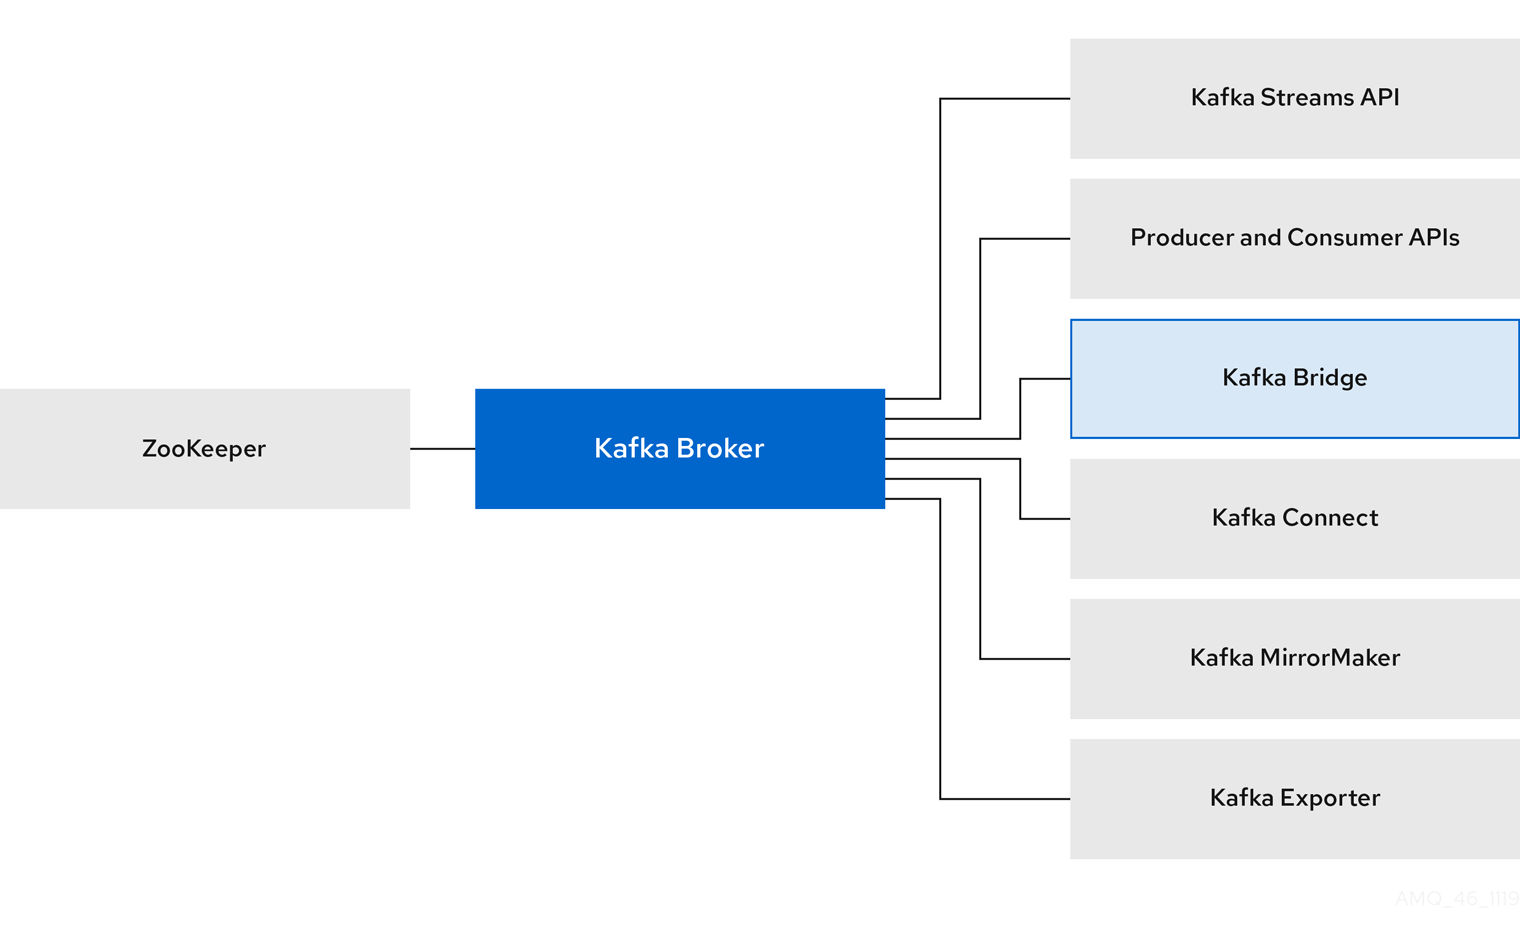 Kafka Streams API
Producer and Consumer APIs
Kafka Bridge
ZooKeeper
Kafka Broker
Kafka Connect
Kafka MirrorMaker
Kafka Exporter
AMQ_46_1119